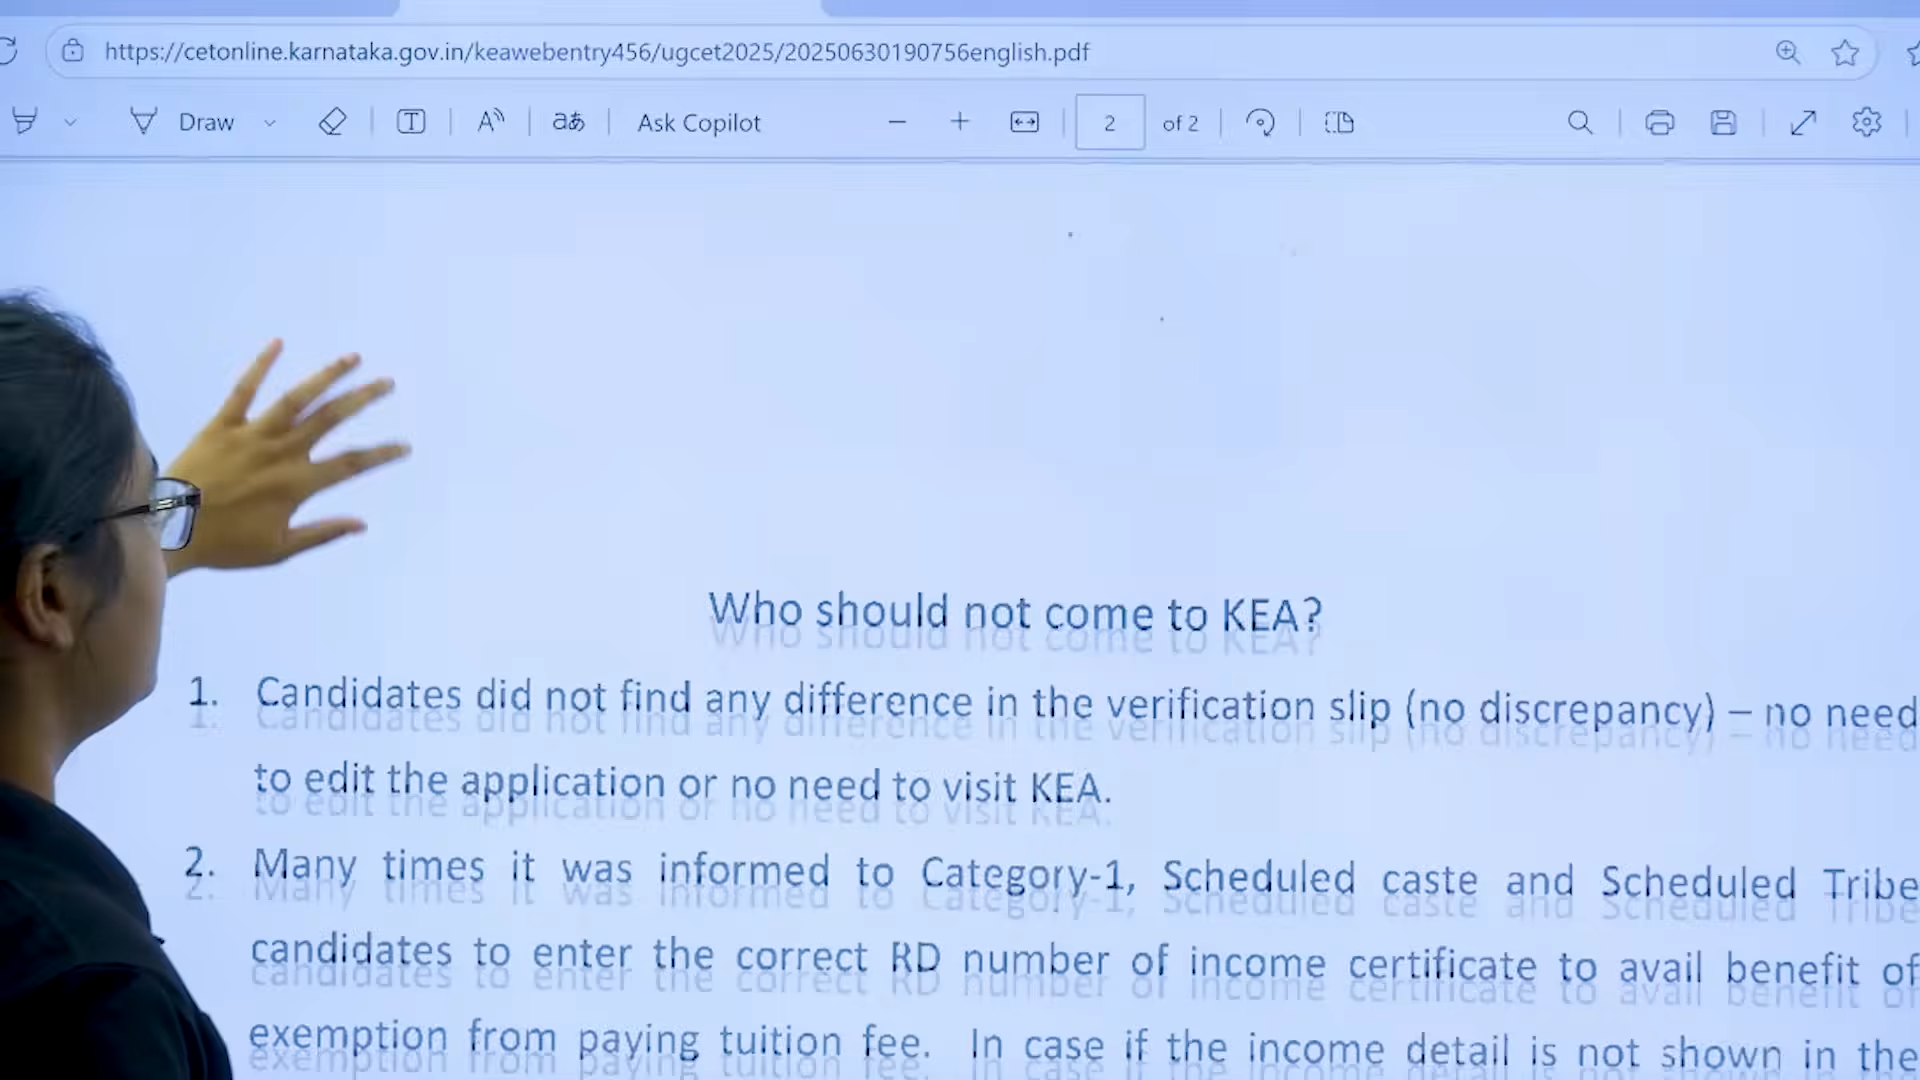 https://cetonline.karnataka.gov.in/keawebentry456/ugcet2025/20250630190756english.pdf
Draw
aあ
Ask Copilot
2 of 2
Who should not come to KEA?
1. Candidates did not find any difference in the verification slip (no discrepancy) – no need
to edit the application or no need to visit KEA.
2. Many times it was informed to Category-1, Scheduled caste and Scheduled Tribe
candidates to enter the correct RD number of income certificate to avail benefit of
exemption from paying tuition fee. In case if the income detail is not shown in the